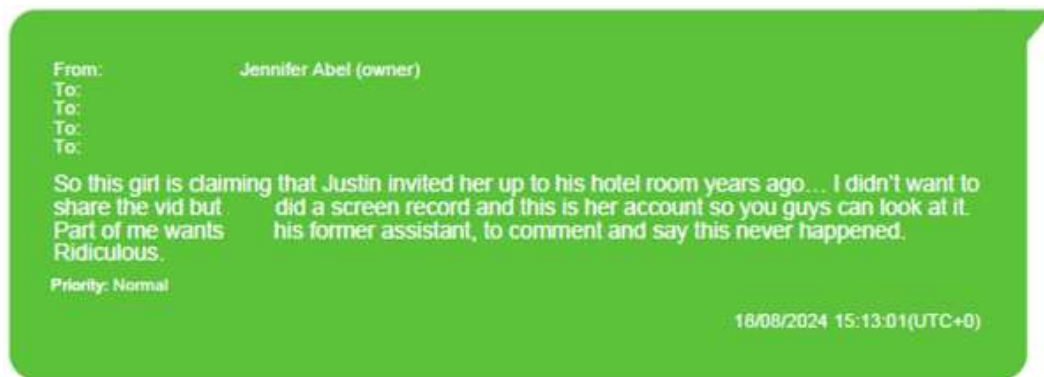 From: Jennifer Abel (owner)
To:
To:
To:
To:
So this girl is claiming that Justin invited her up to his hotel room years ago… I didn't want to
share the vid but did a screen record and this is her account so you guys can look at it.
Part of me wants his former assistant, to comment and say this never happened.
Ridiculous.
Priority: Normal
18/08/2024 15:13:01(UTC+0)